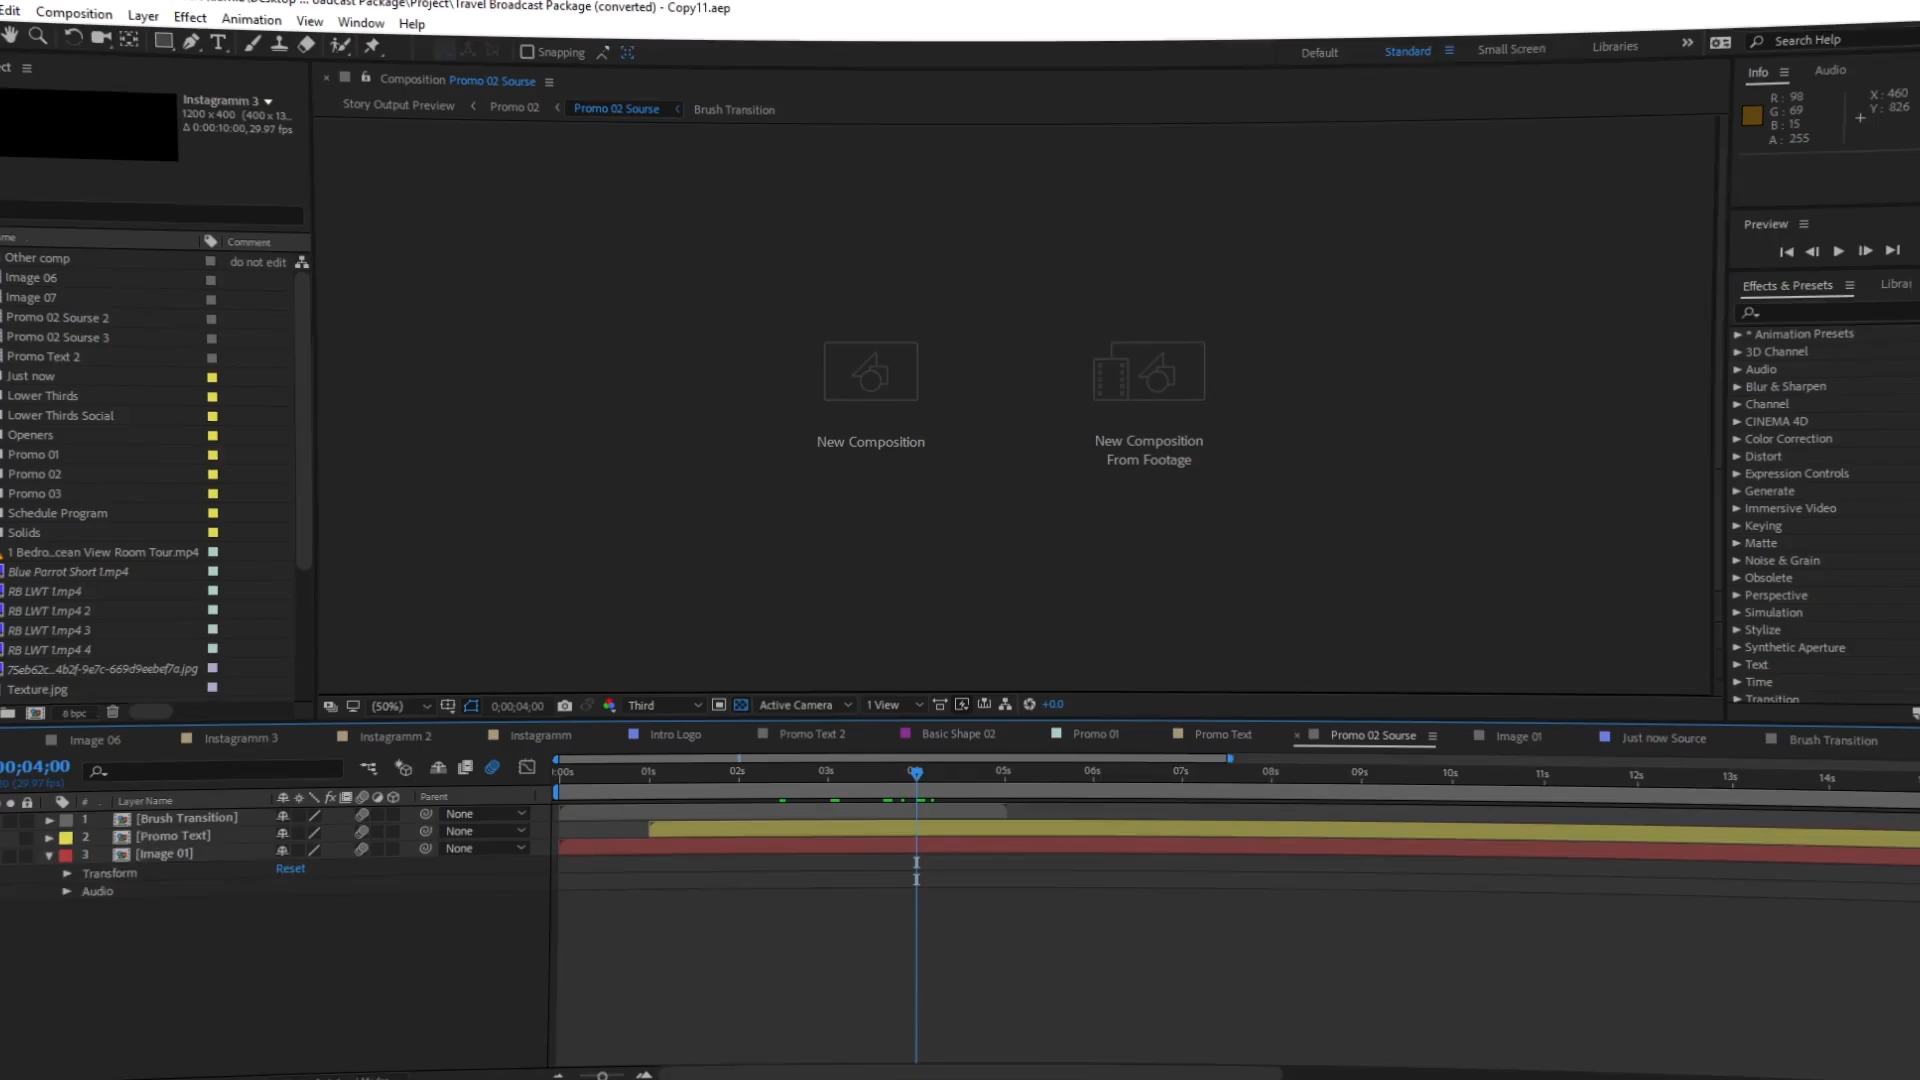 Travel Broadcast Package (converted) - Copy11.aep
Edit Composition Layer Effect Animation View Window Help
Snapping
Default Standard Small Screen Libraries Search Help
Composition Promo 02 Sourse
Story Output Preview Promo 02 Promo 02 Sourse Brush Transition
Instagramm 3
1200 x 400 (400 x 13...
Δ 0:00:10:00, 29.97 fps
Comment
Other comp do not edit
Image 06
Image 07
Promo 02 Sourse 2
Promo 02 Sourse 3
Promo Text 2
Just now
Lower Thirds
Lower Thirds Social
Openers
Promo 01
Promo 02
Promo 03
Schedule Program
Solids
1 Bedro...cean View Room Tour.mp4
Blue Parrot Short 1.mp4
RB LWT 1.mp4
RB LWT 1.mp4 2
RB LWT 1.mp4 3
RB LWT 1.mp4 4
75eb62c...4b2f-9e7c-669d9eebef7a.jpg
Texture.jpg
8 bpc
New Composition
New Composition
From Footage
(50%) 0;00;04;00 Third Active Camera 1 View +0.0
Info Audio
R: 98
G: 69
B: 15
A: 255
X: 460
Y: 826
Preview
Effects & Presets
* Animation Presets
3D Channel
Audio
Blur & Sharpen
Channel
CINEMA 4D
Color Correction
Distort
Expression Controls
Generate
Immersive Video
Keying
Matte
Noise & Grain
Obsolete
Perspective
Simulation
Stylize
Synthetic Aperture
Text
Time
Transition
Image 06 Instagramm 3 Instagramm 2 Instagramm Intro Logo Promo Text 2 Basic Shape 02 Promo 01 Promo Text Promo 02 Sourse Image 01 Just now Source Brush Transition
00;04;00
(29.97 fps)
:00s 01s 02s 03s 05s 06s 07s 08s 09s 10s 11s 12s 13s 14s
# Layer Name Parent
1 [Brush Transition] None
2 [Promo Text] None
3 [Image 01] None
Transform Reset
Audio